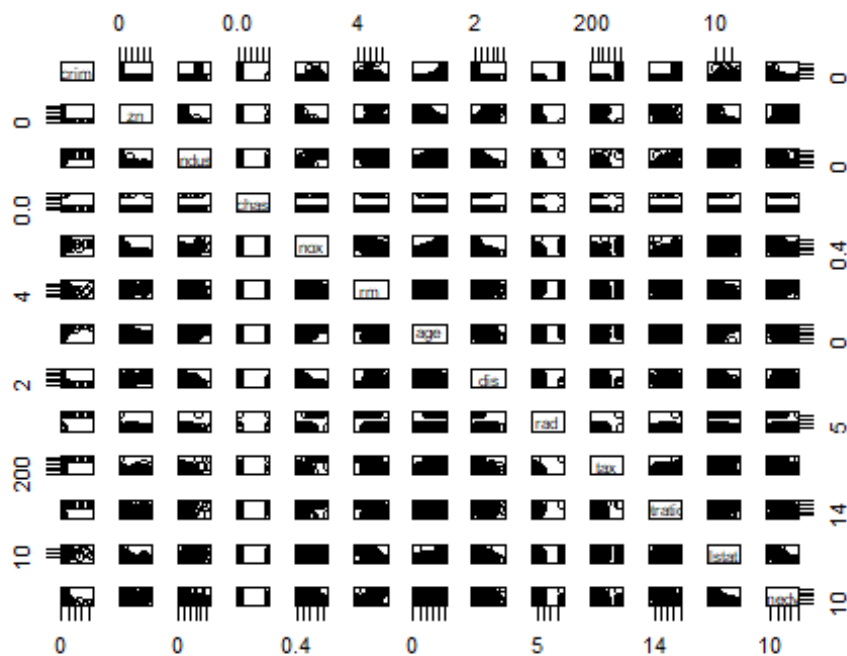 0 0.0 4 2 200 10
crim 0
0 zn
indus 0
0.0 chas
nox 0.4
4 rm
age 0
2 dis
rad 5
200 tax
ptratio 14
10 lstat
medv 10
0 0 0.4 0 5 14 10